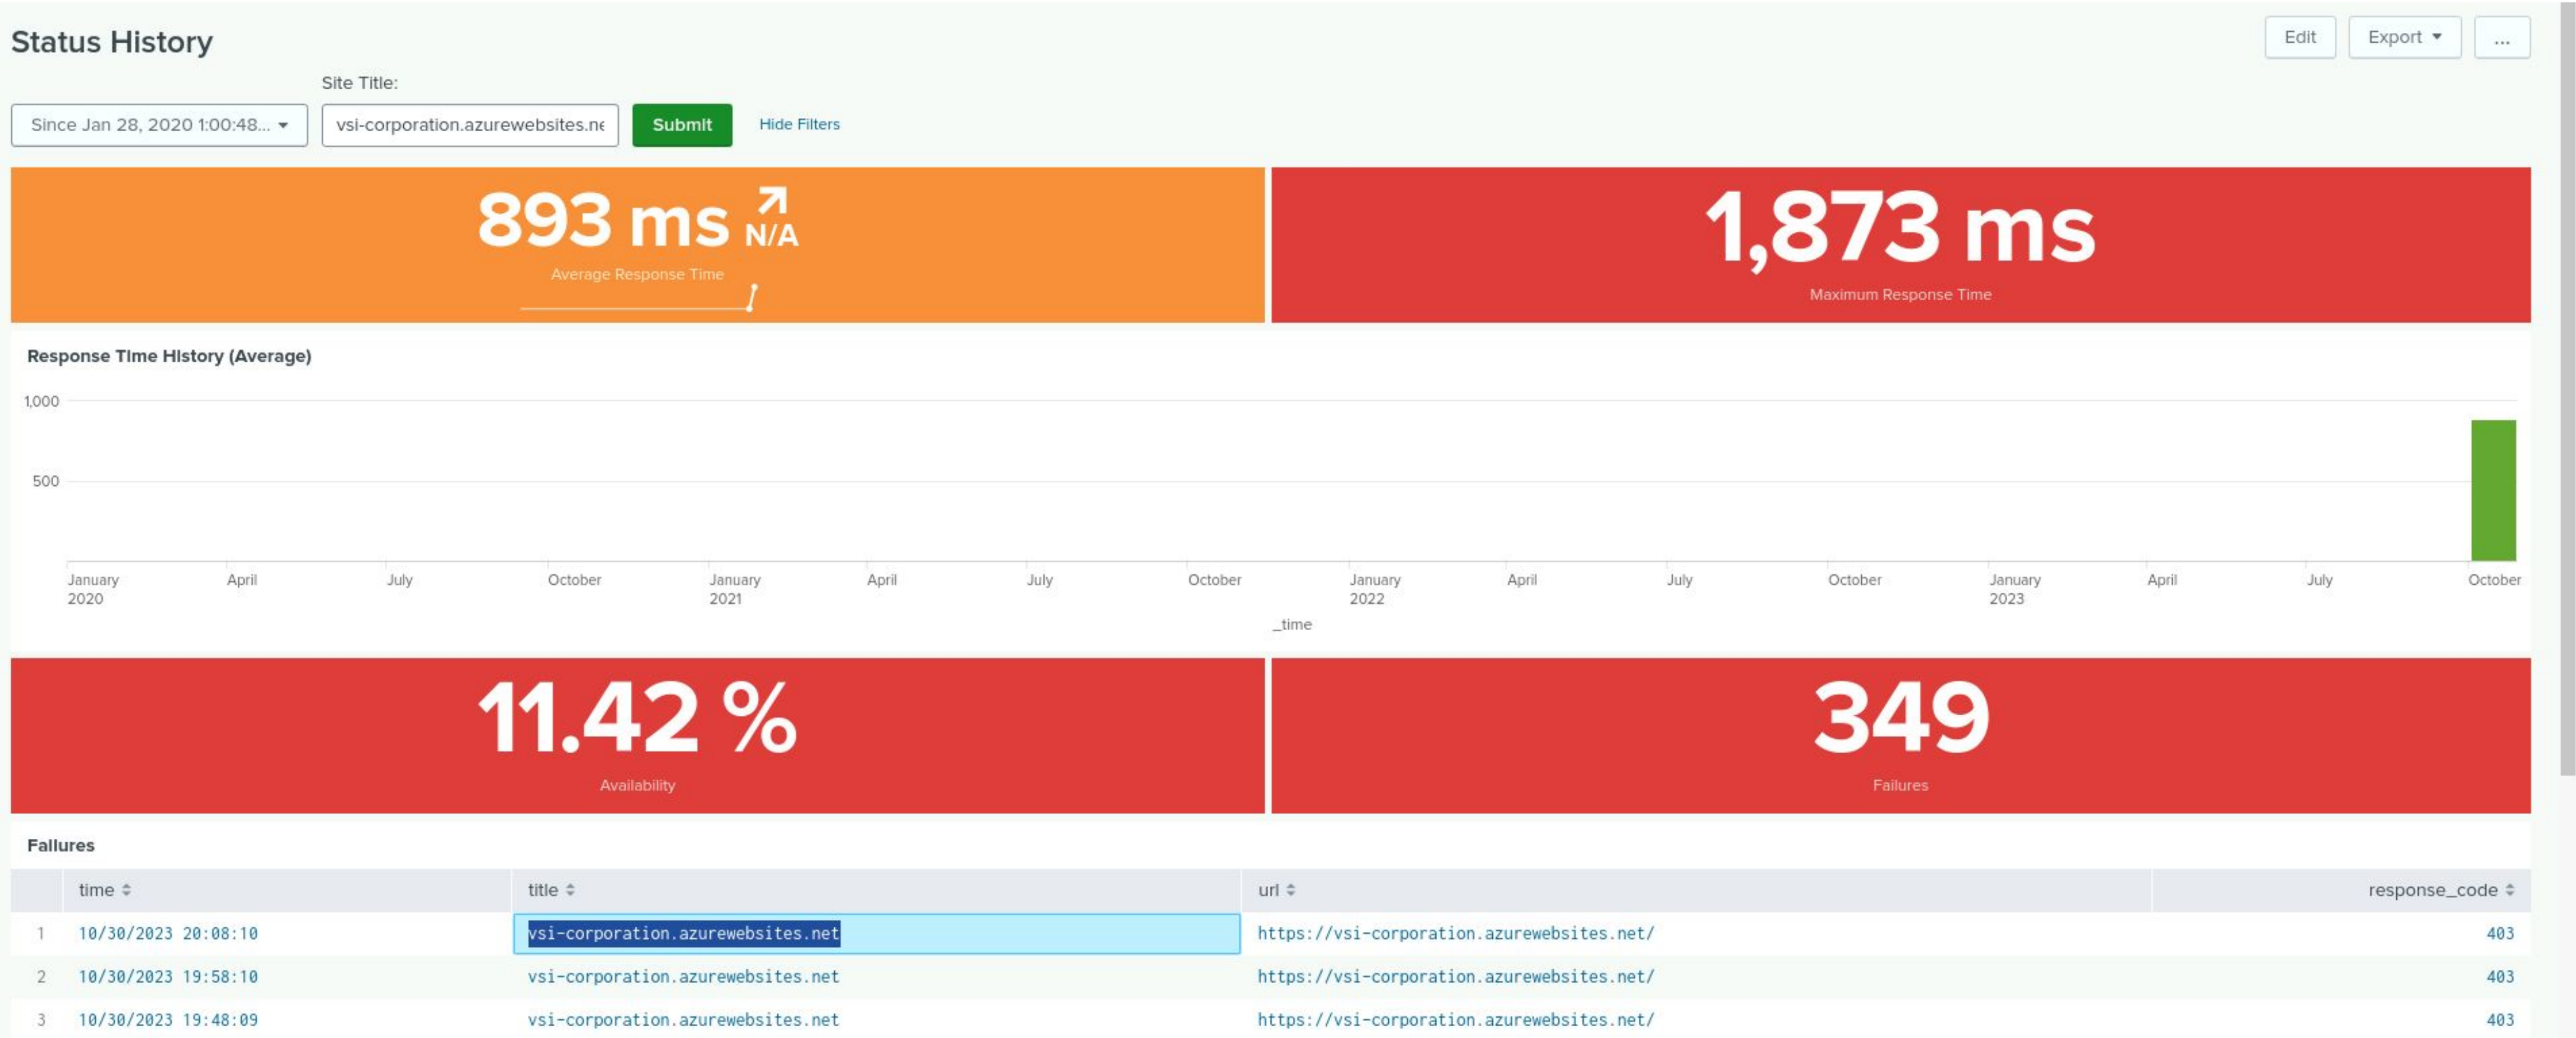 Status History
Edit
Export
...
Site Title:
Since Jan 28, 2020 1:00:48...
vsi-corporation.azurewebsites.ne
Submit
Hide Filters
893 ms
N/A
Average Response Time
1,873 ms
Maximum Response Time
Response Time History (Average)
1,000
500
January April July October January April July October January April July October January April July October
2020 2021 2022 2023
_time
11.42 %
Availability
349
Failures
Failures
time title url response_code
1 10/30/2023 20:08:10 vsi-corporation.azurewebsites.net https://vsi-corporation.azurewebsites.net/ 403
2 10/30/2023 19:58:10 vsi-corporation.azurewebsites.net https://vsi-corporation.azurewebsites.net/ 403
3 10/30/2023 19:48:09 vsi-corporation.azurewebsites.net https://vsi-corporation.azurewebsites.net/ 403